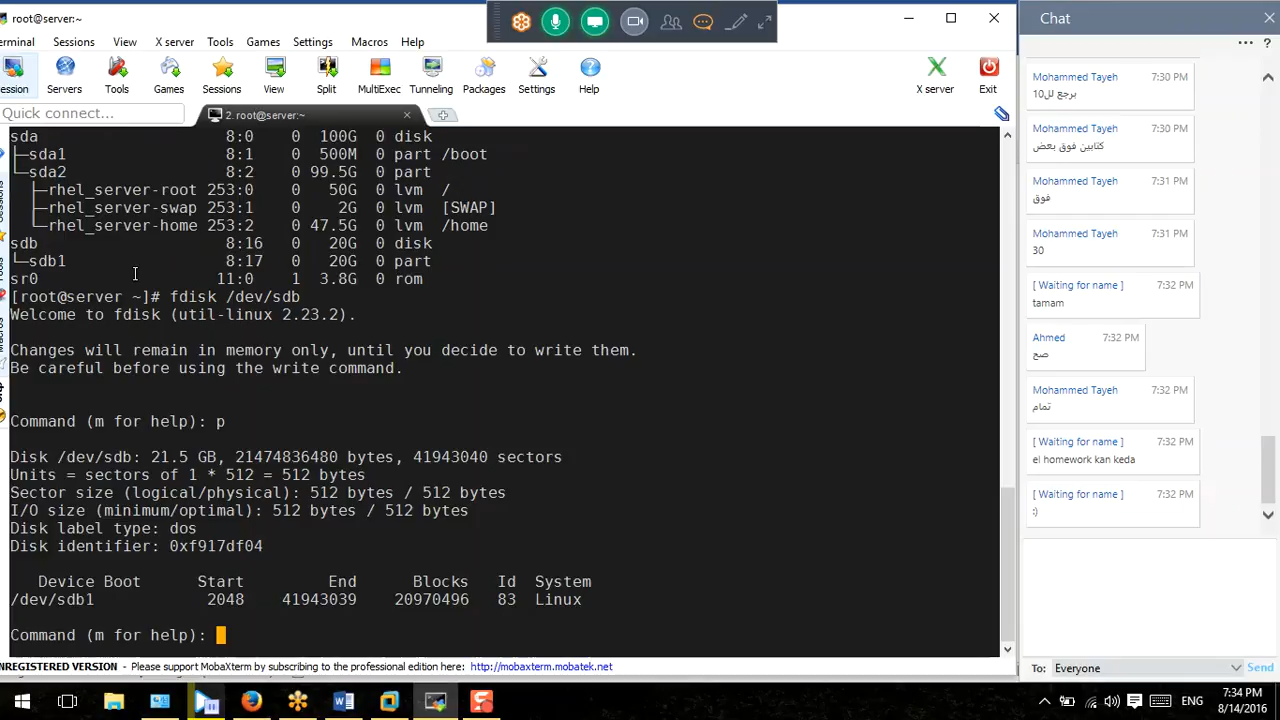 root@server:~
Terminal Sessions View X server Tools Games Settings Macros Help
Session Servers Tools Games Sessions View Split MultiExec Tunneling Packages Settings Help X server Exit
Quick connect...
2. root@server:~
sda 8:0 0 100G 0 disk
├─sda1 8:1 0 500M 0 part /boot
└─sda2 8:2 0 99.5G 0 part
├─rhel_server-root 253:0 0 50G 0 lvm /
├─rhel_server-swap 253:1 0 2G 0 lvm [SWAP]
└─rhel_server-home 253:2 0 47.5G 0 lvm /home
sdb 8:16 0 20G 0 disk
└─sdb1 8:17 0 20G 0 part
sr0 11:0 1 3.8G 0 rom
[root@server ~]# fdisk /dev/sdb
Welcome to fdisk (util-linux 2.23.2).
Changes will remain in memory only, until you decide to write them.
Be careful before using the write command.
Command (m for help): p
Disk /dev/sdb: 21.5 GB, 21474836480 bytes, 41943040 sectors
Units = sectors of 1 * 512 = 512 bytes
Sector size (logical/physical): 512 bytes / 512 bytes
I/O size (minimum/optimal): 512 bytes / 512 bytes
Disk label type: dos
Disk identifier: 0xf917df04
Device Boot Start End Blocks Id System
/dev/sdb1 2048 41943039 20970496 83 Linux
Command (m for help):
UNREGISTERED VERSION - Please support MobaXterm by subscribing to the professional edition here: http://mobaxterm.mobatek.net
Chat
Mohammed Tayeh 7:30 PM
برجع لل10
Mohammed Tayeh 7:30 PM
كتابين فوق بعض
Mohammed Tayeh 7:31 PM
فوق
Mohammed Tayeh 7:31 PM
30
[ Waiting for name ] 7:32 PM
tamam
Ahmed 7:32 PM
صح
Mohammed Tayeh 7:32 PM
تمام
[ Waiting for name ] 7:32 PM
el homework kan keda
[ Waiting for name ] 7:32 PM
:)
To: Everyone Send
ENG
7:34 PM
8/14/2016